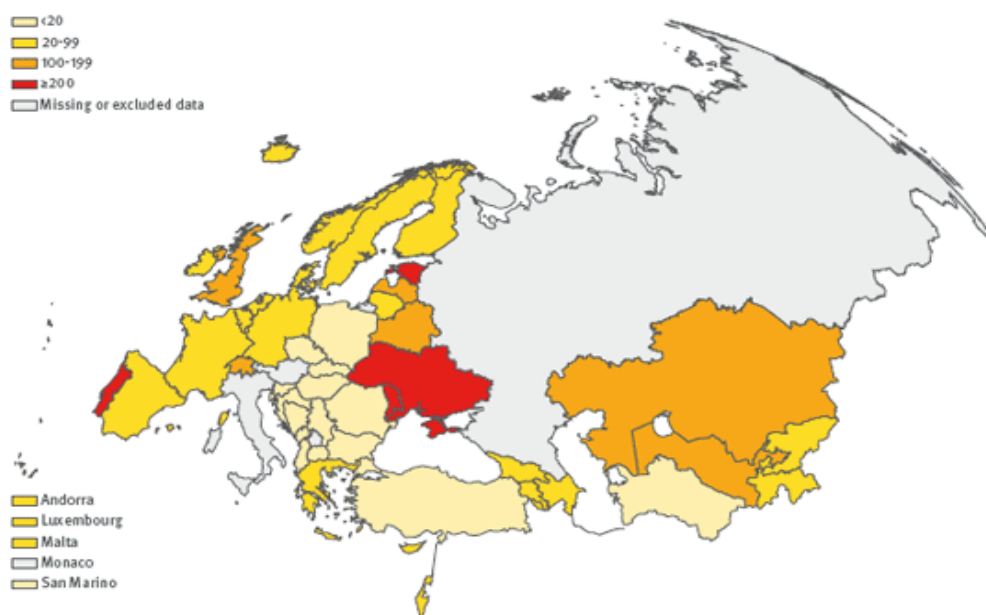 <20
20-99
100-199
≥200
Missing or excluded data
Andorra
Luxembourg
Malta
Monaco
San Marino